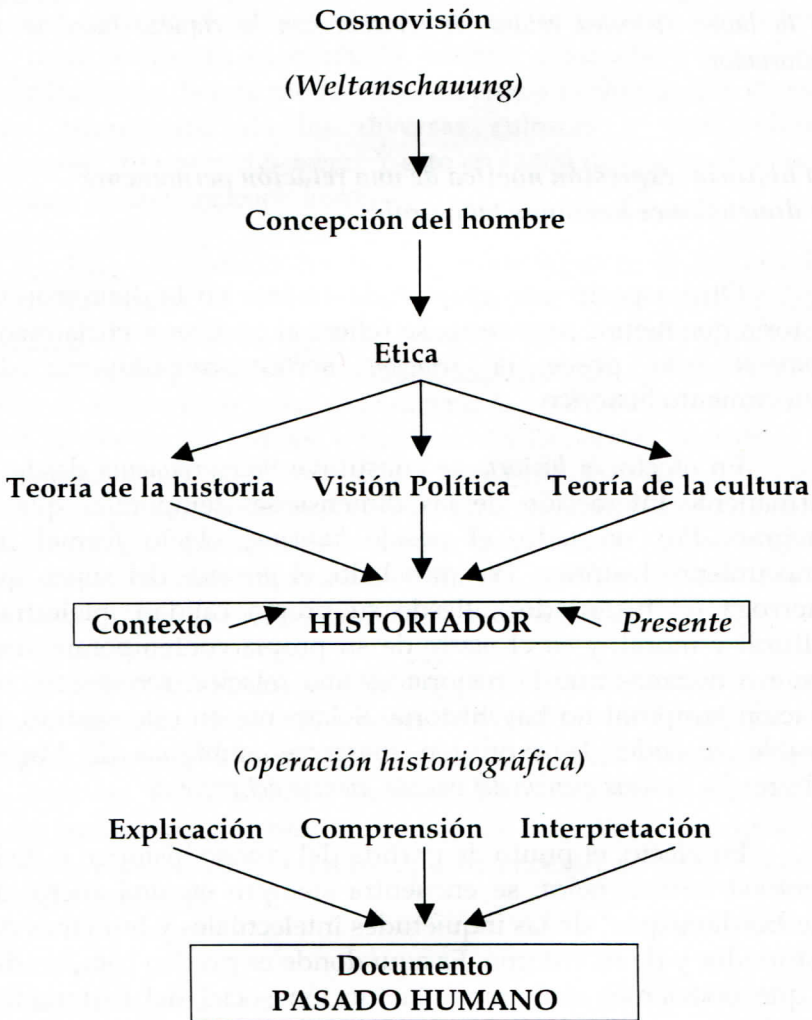 Cosmovisión
(Weltanschauung)
Concepción del hombre
Etica
Teoría de la historia Visión Política Teoría de la cultura
Contexto HISTORIADOR Presente
(operación historiográfica)
Explicación Comprensión Interpretación
Documento
PASADO HUMANO